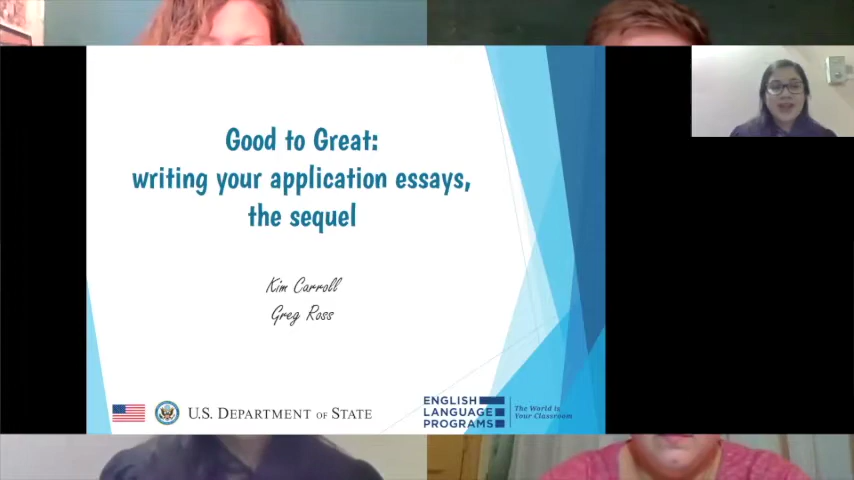 Good to Great:
writing your application essays,
the sequel
Kim Carroll
Greg Ross
U.S. DEPARTMENT OF STATE
ENGLISH
LANGUAGE
PROGRAMS
The World is
Your Classroom